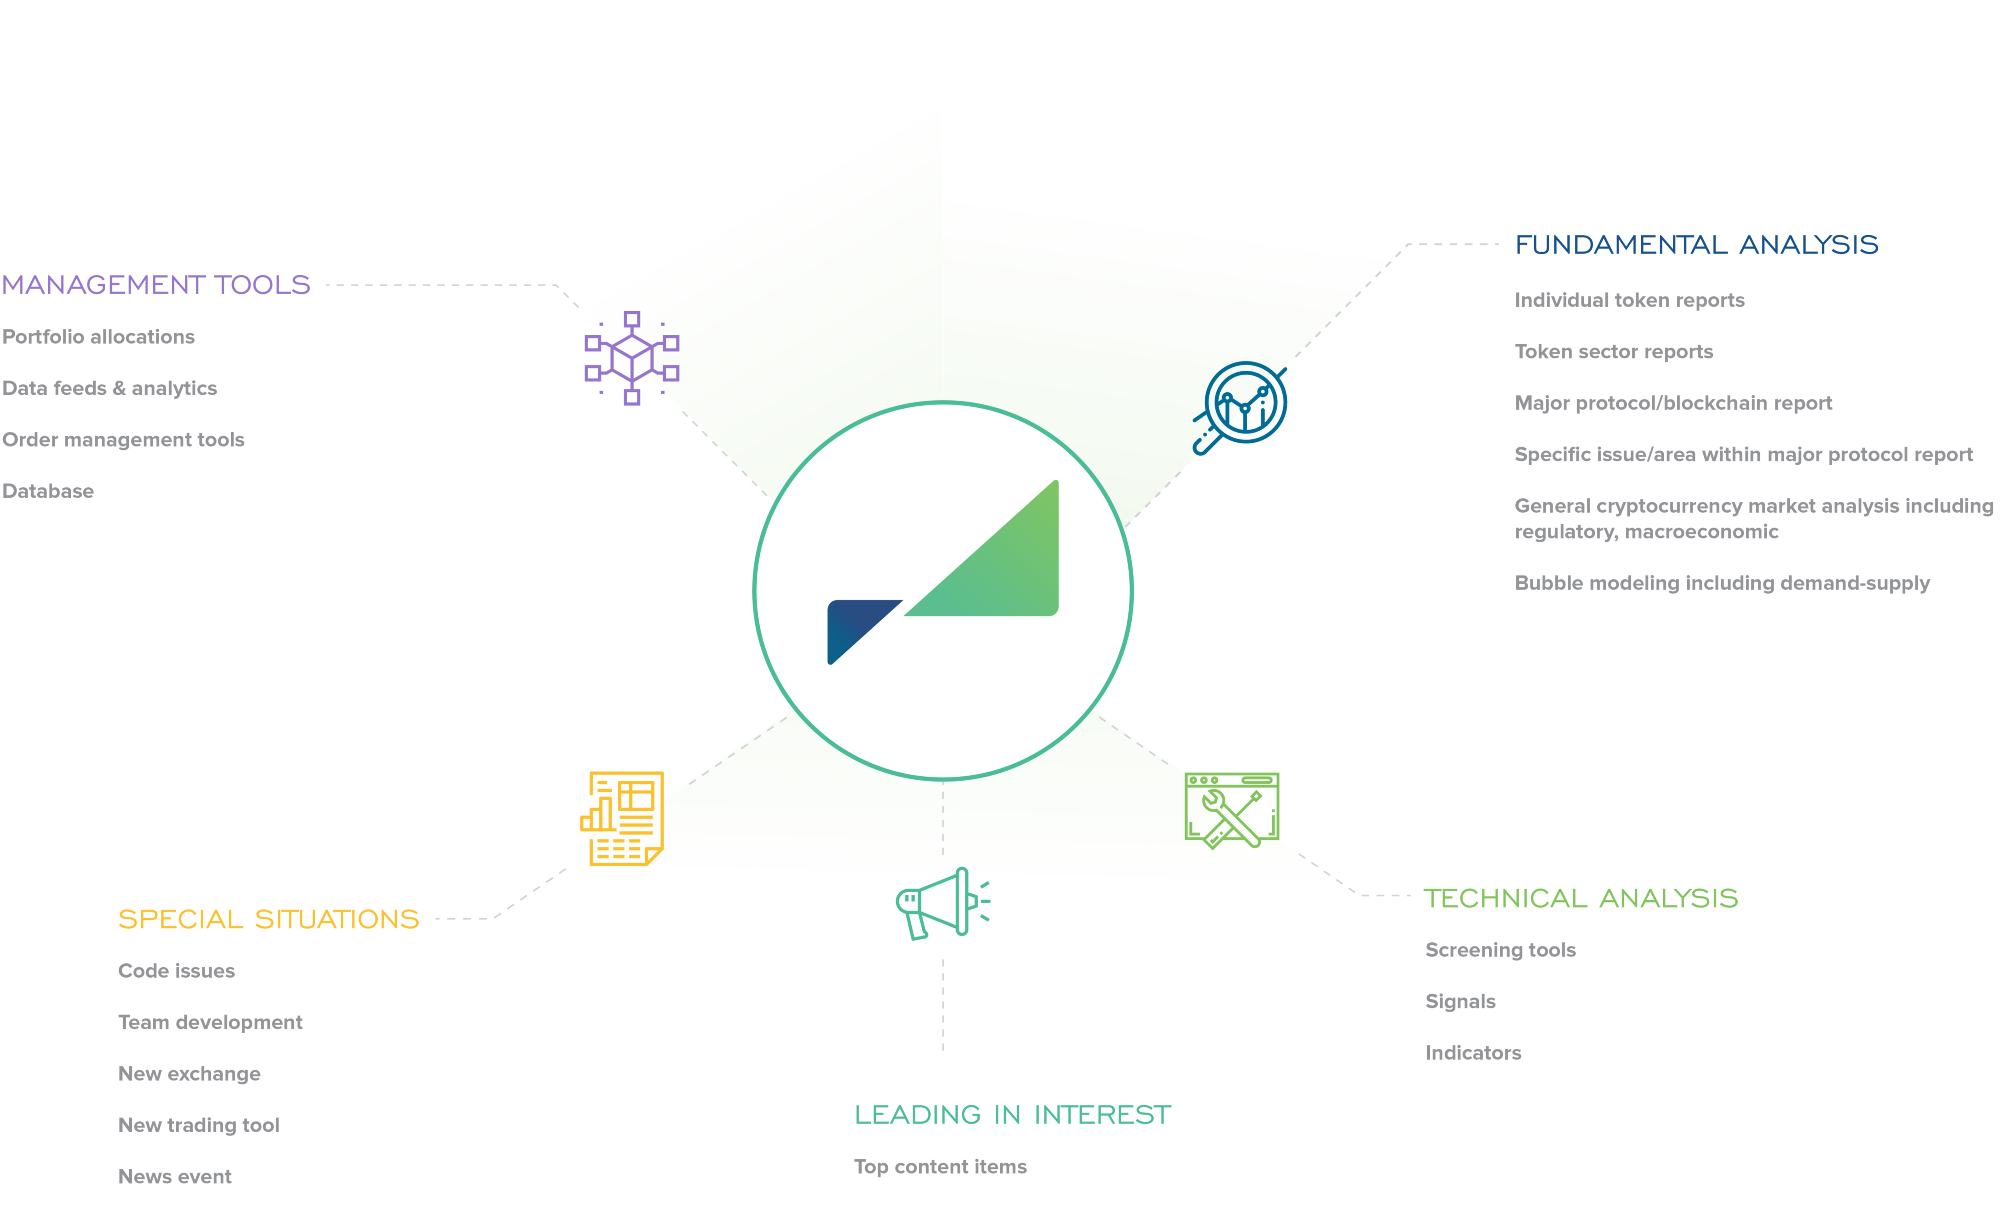 MANAGEMENT TOOLS
Portfolio allocations
Data feeds & analytics
Order management tools
Database
FUNDAMENTAL ANALYSIS
Individual token reports
Token sector reports
Major protocol/blockchain report
Specific issue/area within major protocol report
General cryptocurrency market analysis including
regulatory, macroeconomic
Bubble modeling including demand-supply
SPECIAL SITUATIONS
Code issues
Team development
New exchange
New trading tool
News event
LEADING IN INTEREST
Top content items
TECHNICAL ANALYSIS
Screening tools
Signals
Indicators